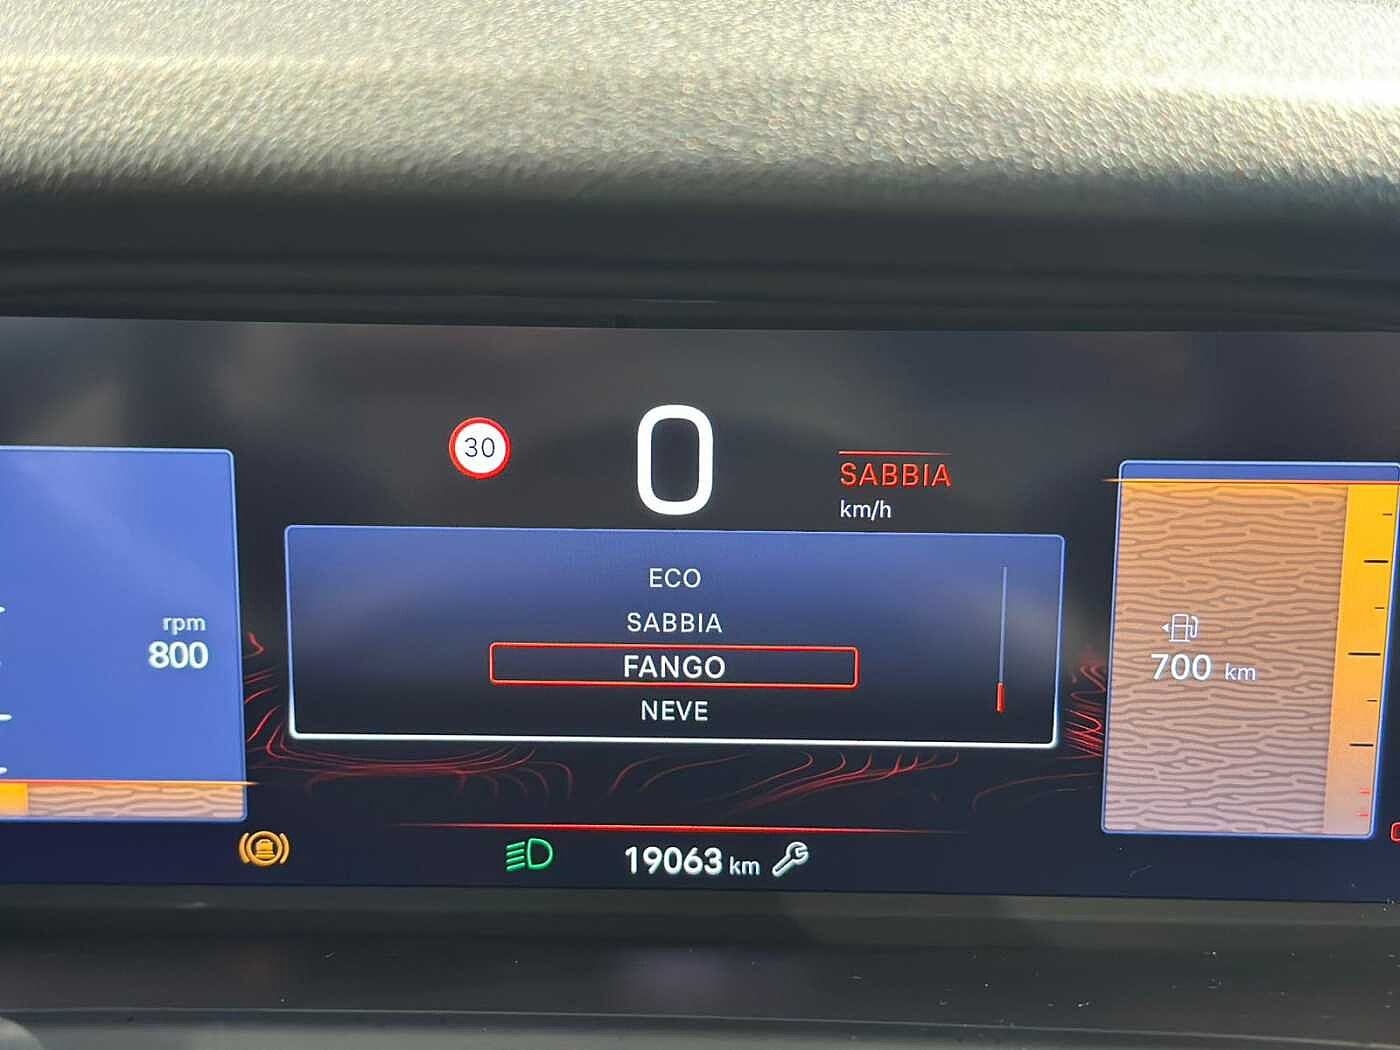 30
0
SABBIA
km/h
ECO
SABBIA
FANGO
NEVE
rpm
800
700 km
19063 km